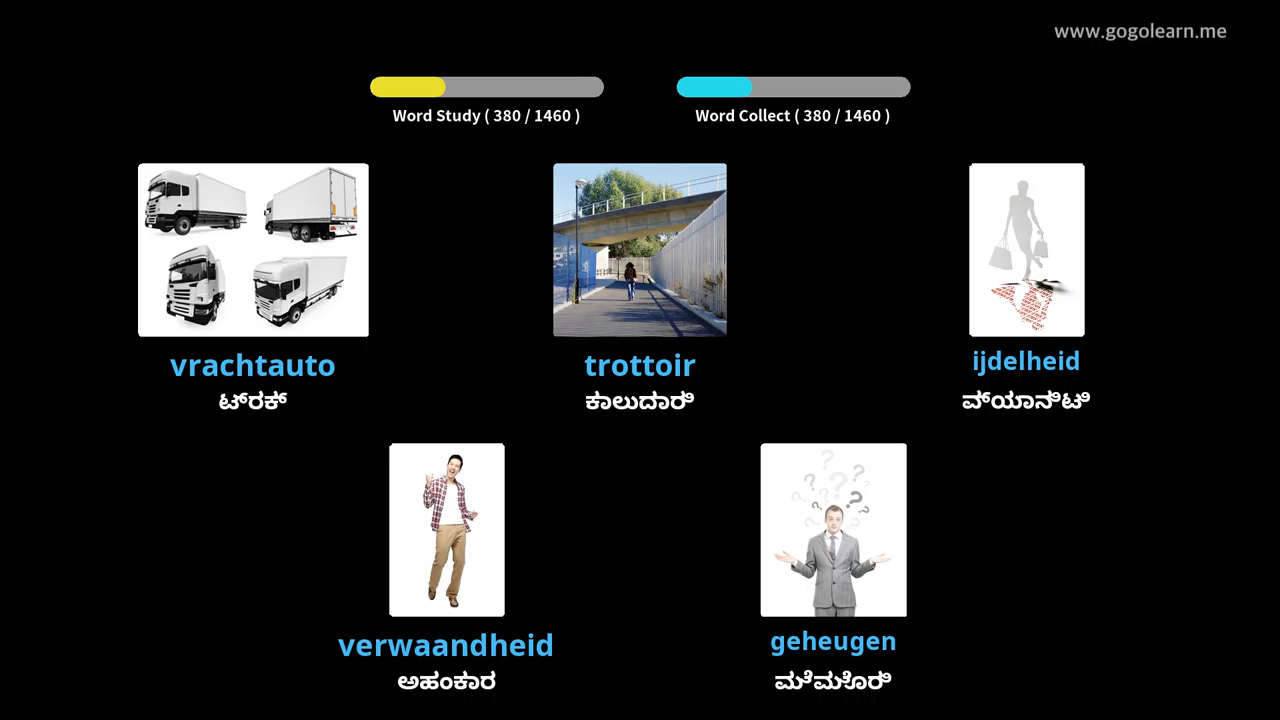 www.gogolearn.me
Word Study ( 380 / 1460 )
Word Collect ( 380 / 1460 )
vrachtauto
ಟ್ರಕ್
trottoir
ಕಾಲುದಾರಿ
ijdelheid
ವ್ಯಾನಿಟಿ
verwaandheid
ಅಹಂಕಾರ
geheugen
ಮೆಮೊರಿ